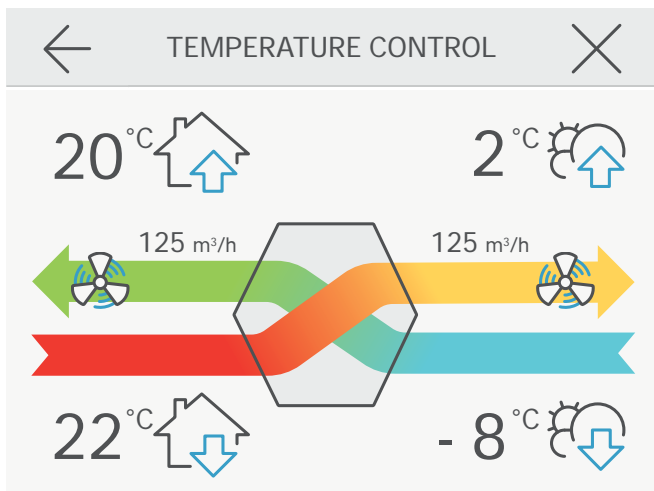 TEMPERATURE CONTROL
20 °C 2 °C
125 m³/h 125 m³/h
22 °C - 8 °C